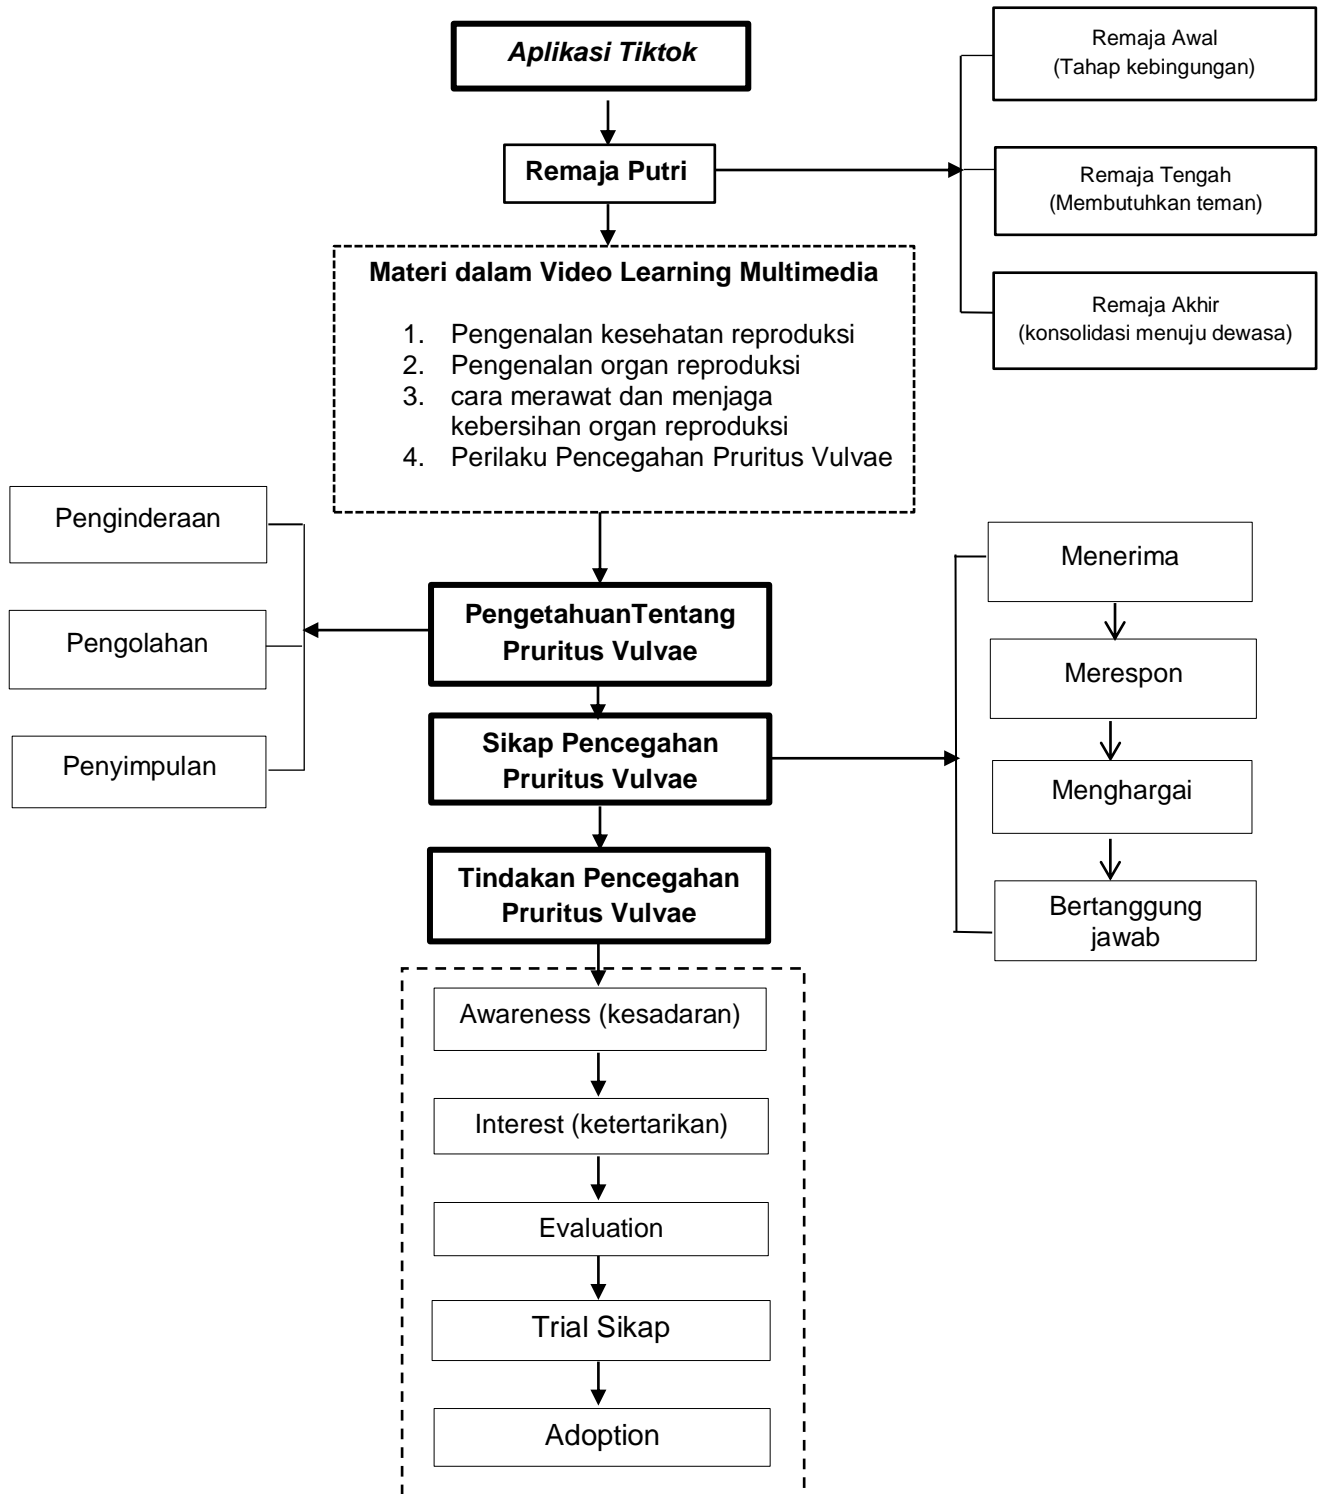 Aplikasi Tiktok
Remaja Awal
(Tahap kebingungan)
Remaja Putri
Remaja Tengah
(Membutuhkan teman)
Remaja Akhir
(konsolidasi menuju dewasa)
Materi dalam Video Learning Multimedia
1. Pengenalan kesehatan reproduksi
2. Pengenalan organ reproduksi
3. cara merawat dan menjaga
kebersihan organ reproduksi
4. Perilaku Pencegahan Pruritus Vulvae
Penginderaan
Pengolahan
Penyimpulan
PengetahuanTentang
Pruritus Vulvae
Sikap Pencegahan
Pruritus Vulvae
Tindakan Pencegahan
Pruritus Vulvae
Menerima
Merespon
Menghargai
Bertanggung
jawab
Awareness (kesadaran)
Interest (ketertarikan)
Evaluation
Trial Sikap
Adoption